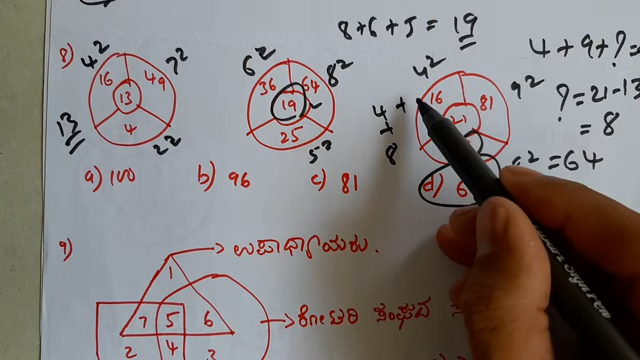 8+6+5=19
8) 4² 16 49 7² 13 4 2²
13
6² 36 64 8² 19 25 5²
4² 16 81 9² 21
4+9+?=
?=21-13
=8
8²=64
4+
8
a) 100 b) 96 c) 81 d) 6
9) 1 7 5 6 2 4 3
ಉಪಾಧ್ಯಾಯರು.